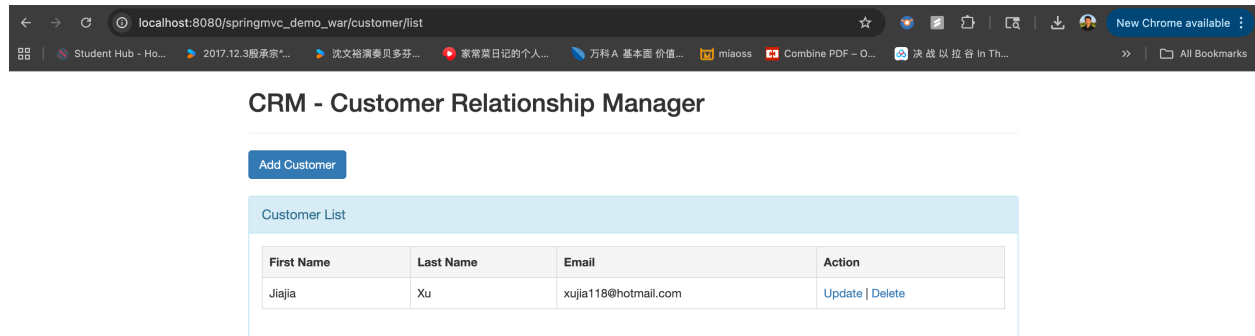 localhost:8080/springmvc_demo_war/customer/list
New Chrome available
Student Hub - Ho... 2017.12.3殷承宗“... 沈文裕演奏贝多芬... 家常菜日记的个人... 万科A 基本面 价值... miaoss Combine PDF – O... 决 战 以 拉 谷 In Th... >> All Bookmarks
CRM - Customer Relationship Manager
Add Customer
Customer List
First Name Last Name Email Action
Jiajia Xu xujia118@hotmail.com Update | Delete